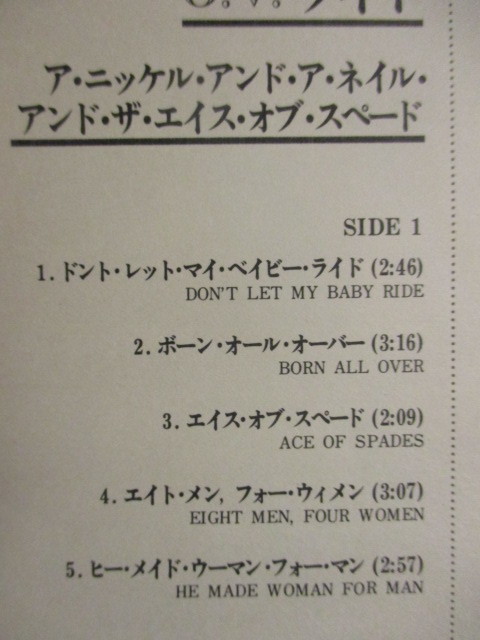 O.V.ライト
ア・ニッケル・アンド・ア・ネイル・
アンド・ザ・エイス・オブ・スペード
SIDE 1
1. ドント・レット・マイ・ベイビー・ライド (2:46)
DON'T LET MY BABY RIDE
2. ボーン・オール・オーバー (3:16)
BORN ALL OVER
3. エイス・オブ・スペード (2:09)
ACE OF SPADES
4. エイト・メン, フォー・ウィメン (3:07)
EIGHT MEN, FOUR WOMEN
5. ヒー・メイド・ウーマン・フォー・マン (2:57)
HE MADE WOMAN FOR MAN